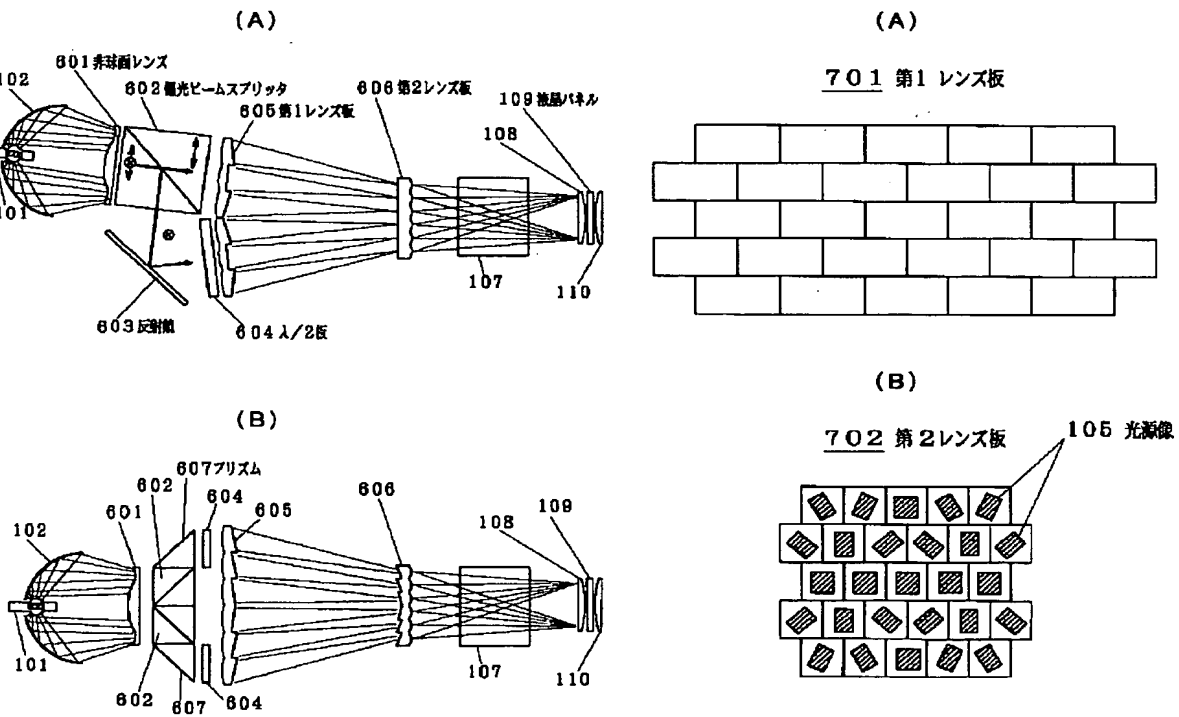 (A)
601非球面レンズ
102
602偏光ビームスプリッタ
605第1レンズ板
606第2レンズ板
109液晶パネル
108
101
107
110
603反射鏡
604λ/2板
(B)
607プリズム
602
604
601
605
606
108
109
102
101
107
110
602
607
604
(A)
701 第1レンズ板
(B)
702 第2レンズ板
105 光源像